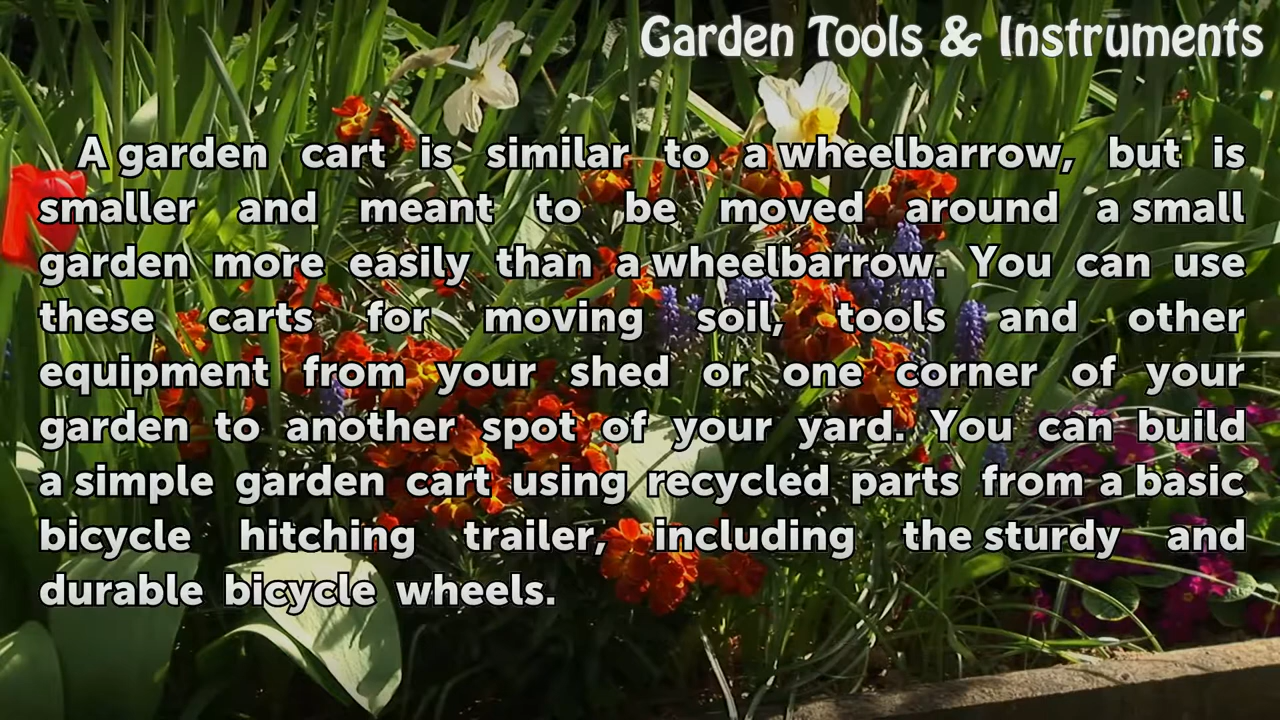 Garden Tools & Instruments
A garden cart is similar to a wheelbarrow, but is
smaller and meant to be moved around a small
garden more easily than a wheelbarrow. You can use
these carts for moving soil, tools and other
equipment from your shed or one corner of your
garden to another spot of your yard. You can build
a simple garden cart using recycled parts from a basic
bicycle hitching trailer, including the sturdy and
durable bicycle wheels.